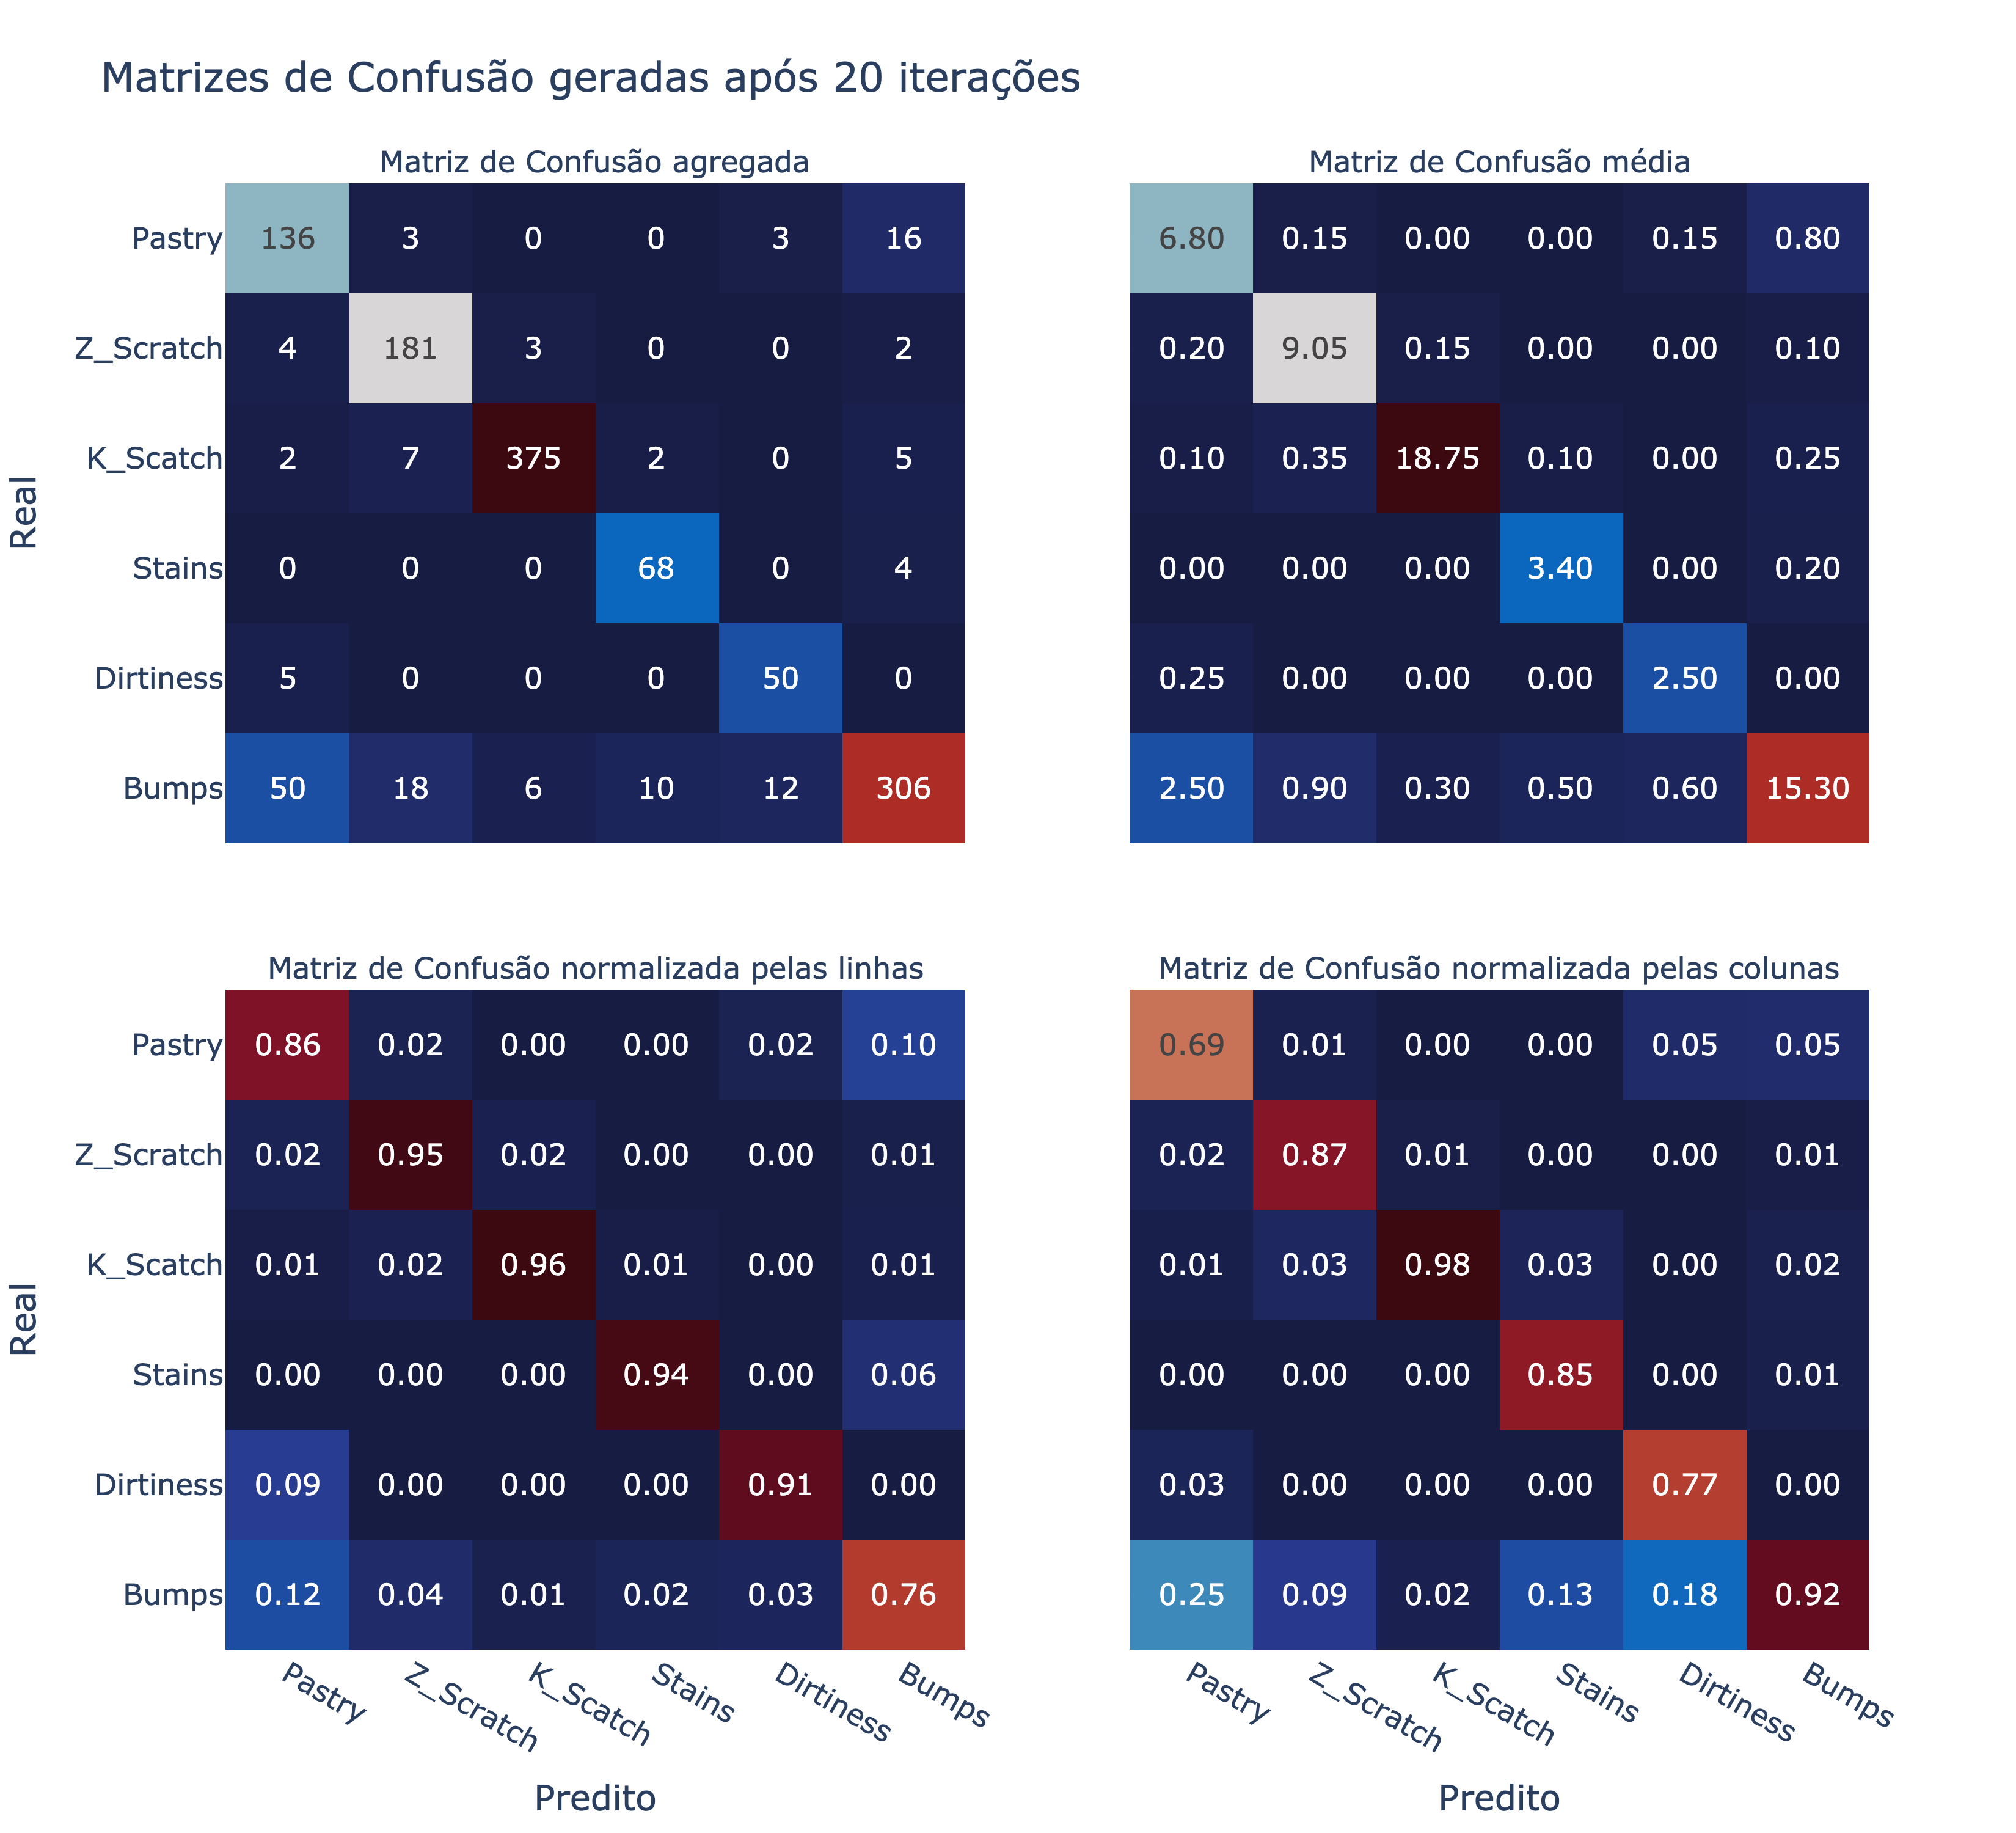 Matrizes de Confusão geradas após 20 iterações
Matriz de Confusão agregada
Real
Pastry 136 3 0 0 3 16
Z_Scratch 4 181 3 0 0 2
K_Scatch 2 7 375 2 0 5
Stains 0 0 0 68 0 4
Dirtiness 5 0 0 0 50 0
Bumps 50 18 6 10 12 306
Matriz de Confusão média
6.80 0.15 0.00 0.00 0.15 0.80
0.20 9.05 0.15 0.00 0.00 0.10
0.10 0.35 18.75 0.10 0.00 0.25
0.00 0.00 0.00 3.40 0.00 0.20
0.25 0.00 0.00 0.00 2.50 0.00
2.50 0.90 0.30 0.50 0.60 15.30
Matriz de Confusão normalizada pelas linhas
Real
Pastry 0.86 0.02 0.00 0.00 0.02 0.10
Z_Scratch 0.02 0.95 0.02 0.00 0.00 0.01
K_Scatch 0.01 0.02 0.96 0.01 0.00 0.01
Stains 0.00 0.00 0.00 0.94 0.00 0.06
Dirtiness 0.09 0.00 0.00 0.00 0.91 0.00
Bumps 0.12 0.04 0.01 0.02 0.03 0.76
Pastry Z_Scratch K_Scatch Stains Dirtiness Bumps
Predito
Matriz de Confusão normalizada pelas colunas
0.69 0.01 0.00 0.00 0.05 0.05
0.02 0.87 0.01 0.00 0.00 0.01
0.01 0.03 0.98 0.03 0.00 0.02
0.00 0.00 0.00 0.85 0.00 0.01
0.03 0.00 0.00 0.00 0.77 0.00
0.25 0.09 0.02 0.13 0.18 0.92
Pastry Z_Scratch K_Scatch Stains Dirtiness Bumps
Predito